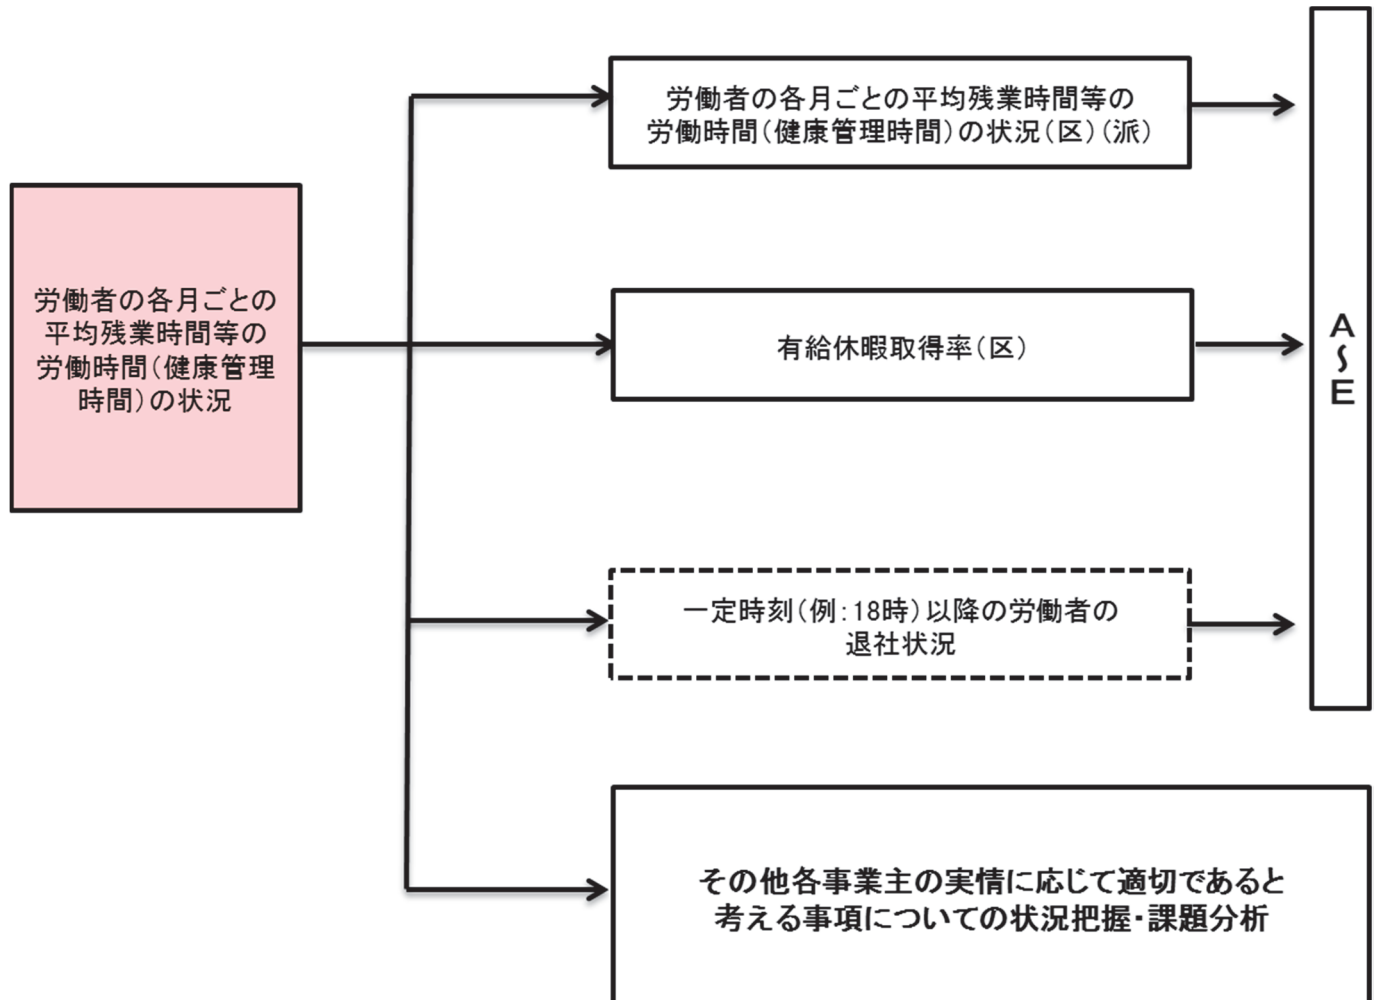 労働者の各月ごとの平均残業時間等の
労働時間(健康管理時間)の状況(区)(派)
労働者の各月ごとの
平均残業時間等の
労働時間(健康管理
時間)の状況
有給休暇取得率(区)
A
〜
E
一定時刻(例:18時)以降の労働者の
退社状況
その他各事業主の実情に応じて適切であると
考える事項についての状況把握・課題分析